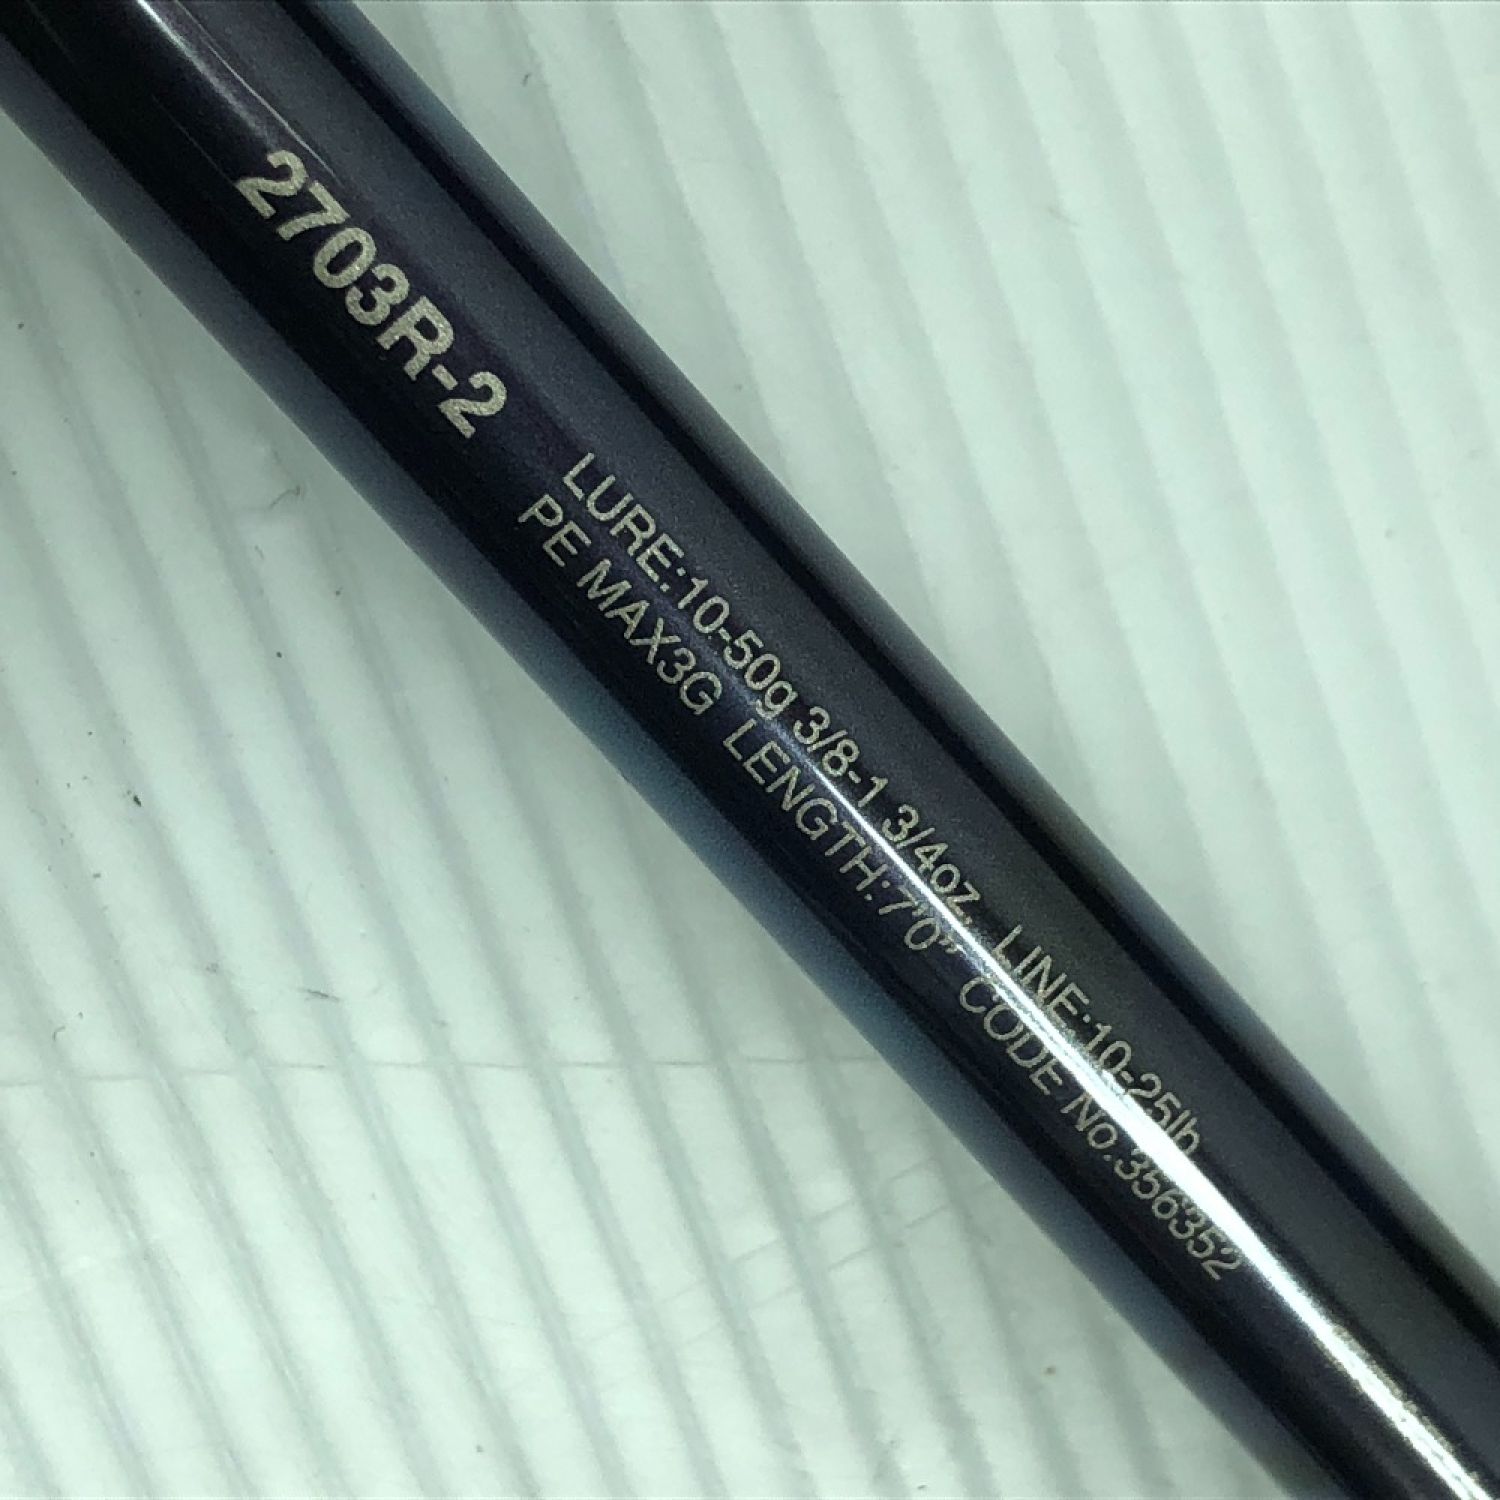 2703R-2
LURE:10-50g 3/8-1 3/4oz. LINE:10-25lb
PE MAX3G LENGTH:7'0" CODE No.356352